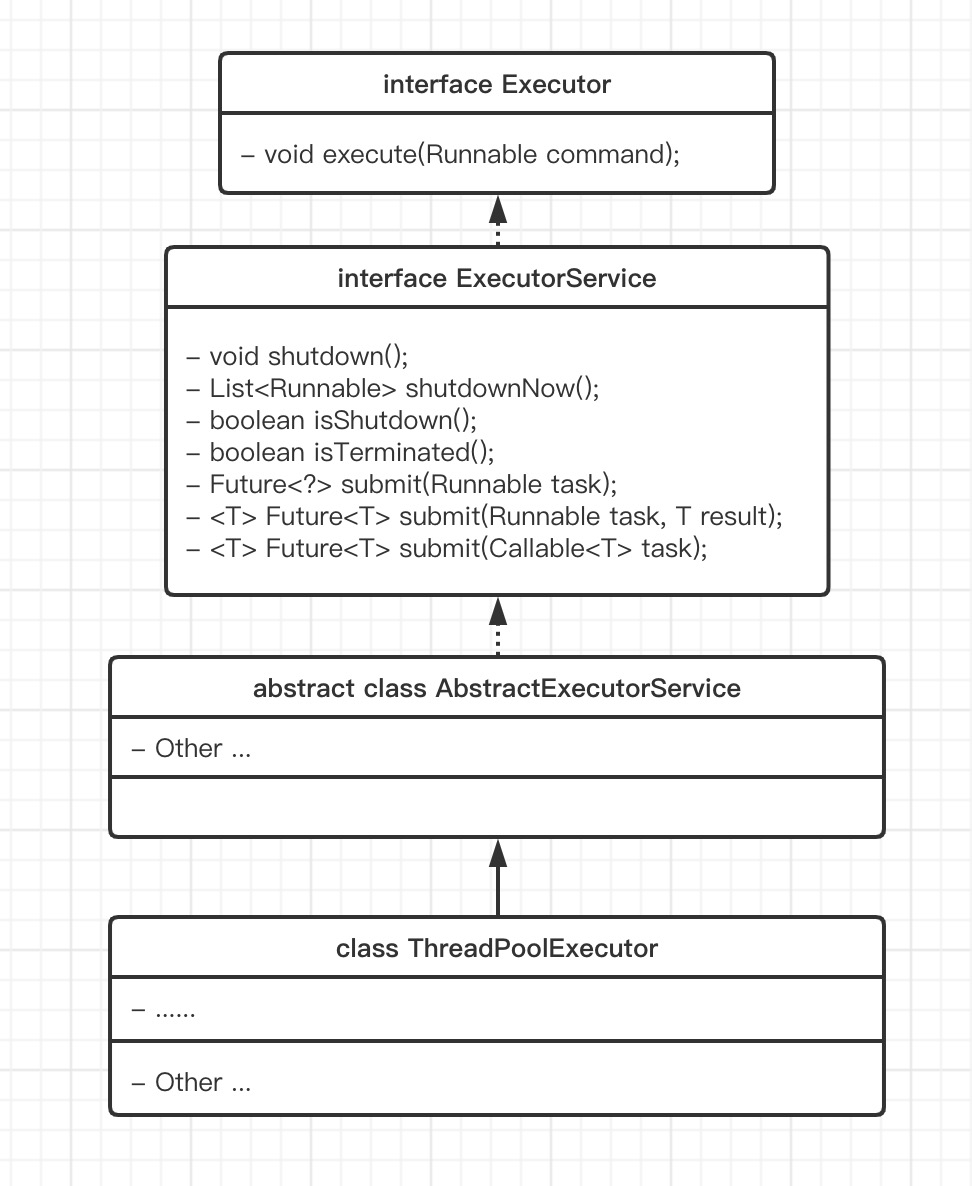 interface Executor
– void execute(Runnable command);
interface ExecutorService
– void shutdown();
– List<Runnable> shutdownNow();
– boolean isShutdown();
– boolean isTerminated();
– Future<?> submit(Runnable task);
– <T> Future<T> submit(Runnable task, T result);
– <T> Future<T> submit(Callable<T> task);
abstract class AbstractExecutorService
– Other ...
class ThreadPoolExecutor
– ......
– Other ...